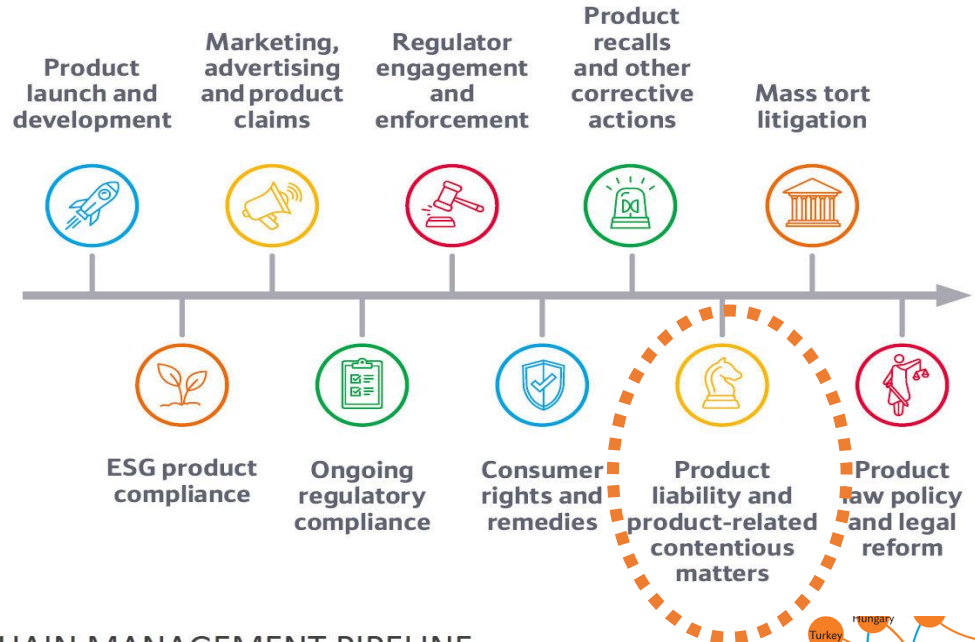 Product
launch and
development
Marketing,
advertising
and product
claims
Regulator
engagement
and
enforcement
Product
recalls
and other
corrective
actions
Mass tort
litigation
ESG product
compliance
Ongoing
regulatory
compliance
Consumer
rights and
remedies
Product
liability and
product-related
contentious
matters
Product
law policy
and legal
reform
MANAGEMENT PIPELINE
Hungary
Turkey